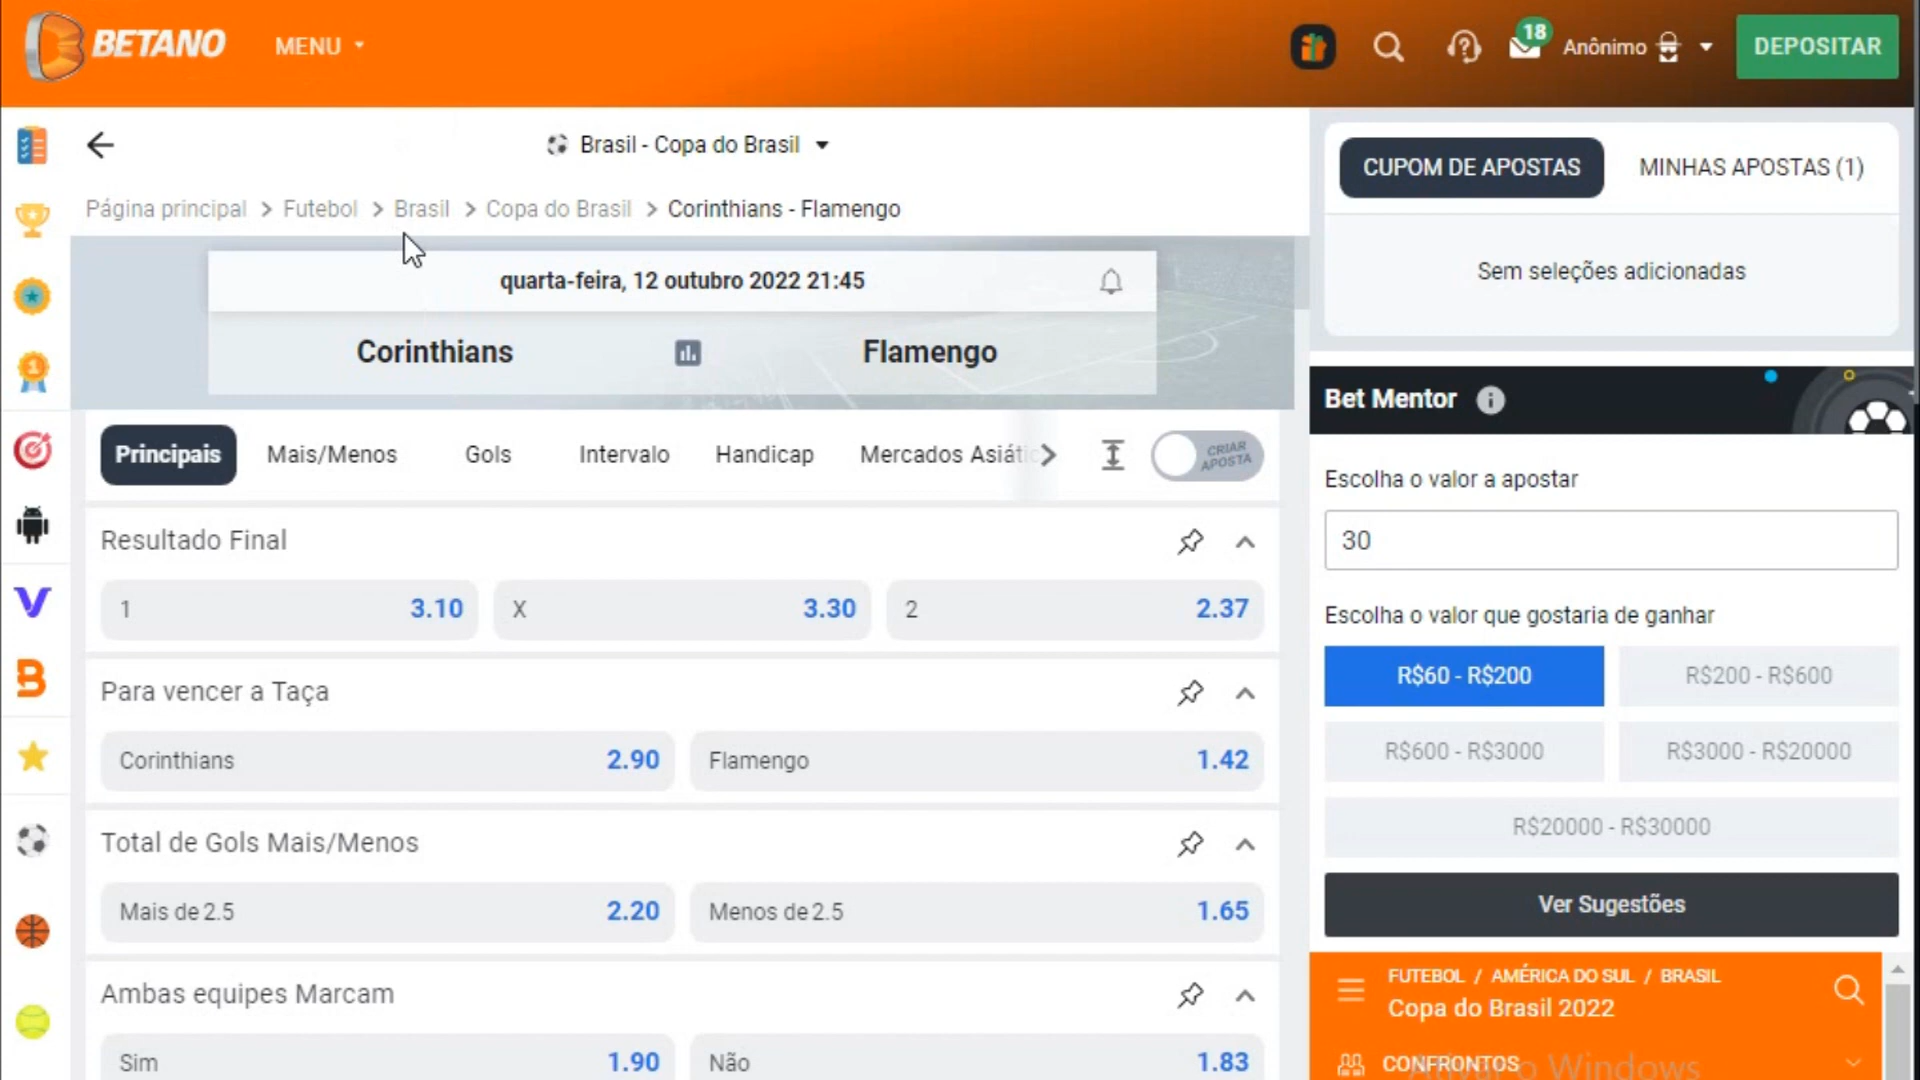 BETANO
MENU
18
Anônimo
DEPOSITAR
Brasil - Copa do Brasil
Página principal > Futebol > Brasil > Copa do Brasil > Corinthians - Flamengo
quarta-feira, 12 outubro 2022 21:45
Corinthians
Flamengo
Principais
Mais/Menos
Gols
Intervalo
Handicap
Mercados Asiáti
CRIAR
APOSTA
Resultado Final
1 3.10
X 3.30
2 2.37
Para vencer a Taça
Corinthians 2.90
Flamengo 1.42
Total de Gols Mais/Menos
Mais de 2.5 2.20
Menos de 2.5 1.65
Ambas equipes Marcam
Sim 1.90
Não 1.83
CUPOM DE APOSTAS
MINHAS APOSTAS (1)
Sem seleções adicionadas
Bet Mentor
Escolha o valor a apostar
30
Escolha o valor que gostaria de ganhar
R$60 - R$200
R$200 - R$600
R$600 - R$3000
R$3000 - R$20000
R$20000 - R$30000
Ver Sugestões
FUTEBOL / AMÉRICA DO SUL / BRASIL
Copa do Brasil 2022
CONFRONTOS
o Windows